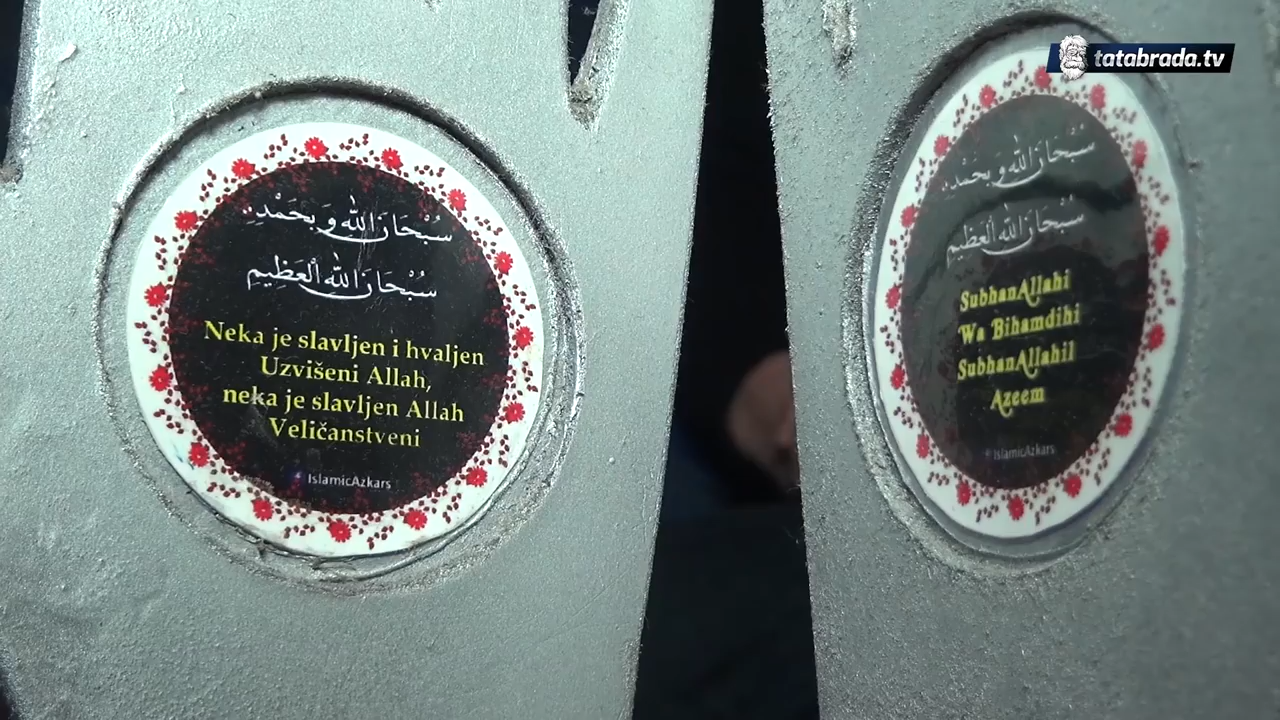 سُبْحَانَ اللهِ وَ بِحَمْدِهِ
سُبْحَانَ اللهِ الْعَظِيمِ
Neka je slavljen i hvaljen
Uzvišeni Allah,
neka je slavljen Allah
Veličanstveni
IslamicAzkars
tatabrada.tv
سُبْحَانَ اللهِ وَ بِحَمْدِهِ
سُبْحَانَ اللهِ الْعَظِيمِ
SubhanAllahi
Wa Bihamdihi
SubhanAllahil
Azeem
IslamicAzkars